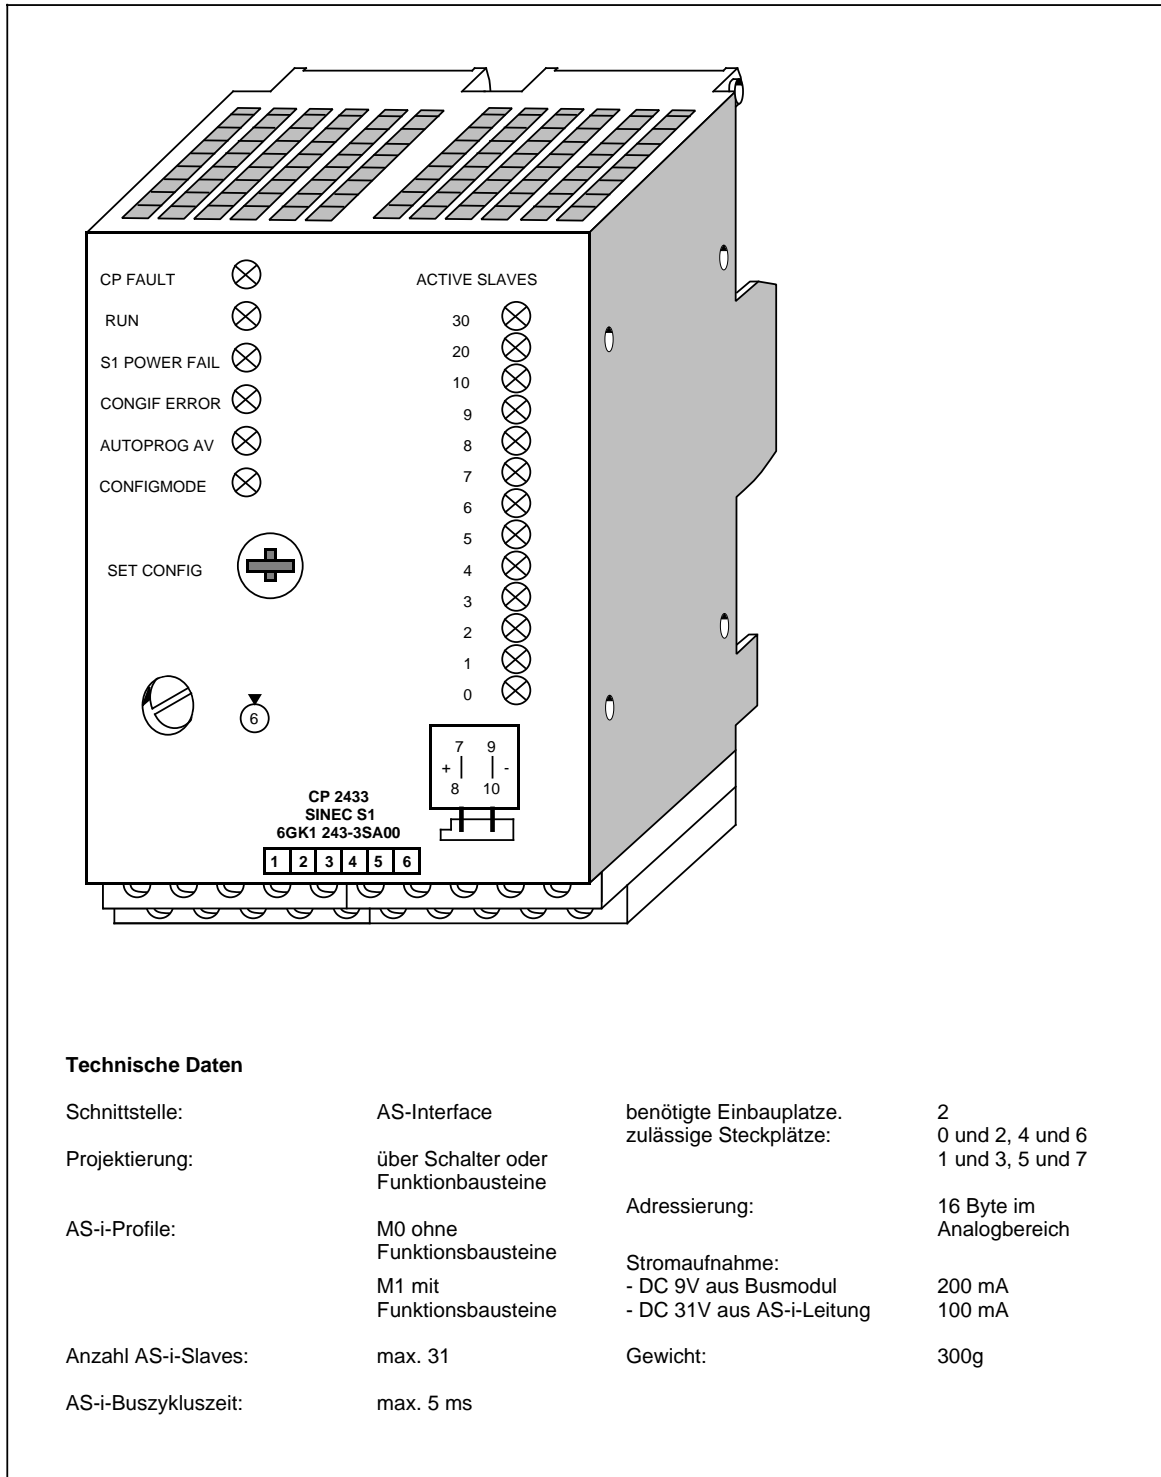 CP FAULT
RUN
S1 POWER FAIL
CONGIF ERROR
AUTOPROG AV
CONFIGMODE
SET CONFIG
6
ACTIVE SLAVES
30
20
10
9
8
7
6
5
4
3
2
1
0
7 9
+ -
8 10
CP 2433
SINEC S1
6GK1 243-3SA00
1 2 3 4 5 6
Technische Daten
Schnittstelle: AS-Interface
Projektierung: über Schalter oder
Funktionbausteine
AS-i-Profile: M0 ohne
Funktionsbausteine
M1 mit
Funktionsbausteine
Anzahl AS-i-Slaves: max. 31
AS-i-Buszykluszeit: max. 5 ms
benötigte Einbauplatze. 2
zulässige Steckplätze: 0 und 2, 4 und 6
1 und 3, 5 und 7
Adressierung: 16 Byte im
Analogbereich
Stromaufnahme:
- DC 9V aus Busmodul 200 mA
- DC 31V aus AS-i-Leitung 100 mA
Gewicht: 300g